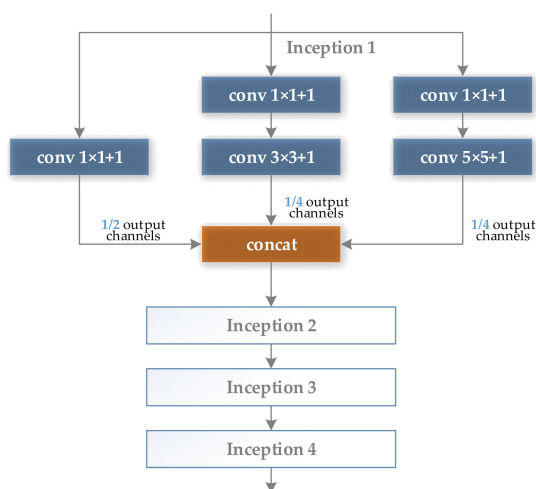 Inception 1
conv 1×1+1
conv 1×1+1
conv 1×1+1
conv 3×3+1
conv 5×5+1
1/2 output
channels
1/4 output
channels
1/4 output
channels
concat
Inception 2
Inception 3
Inception 4